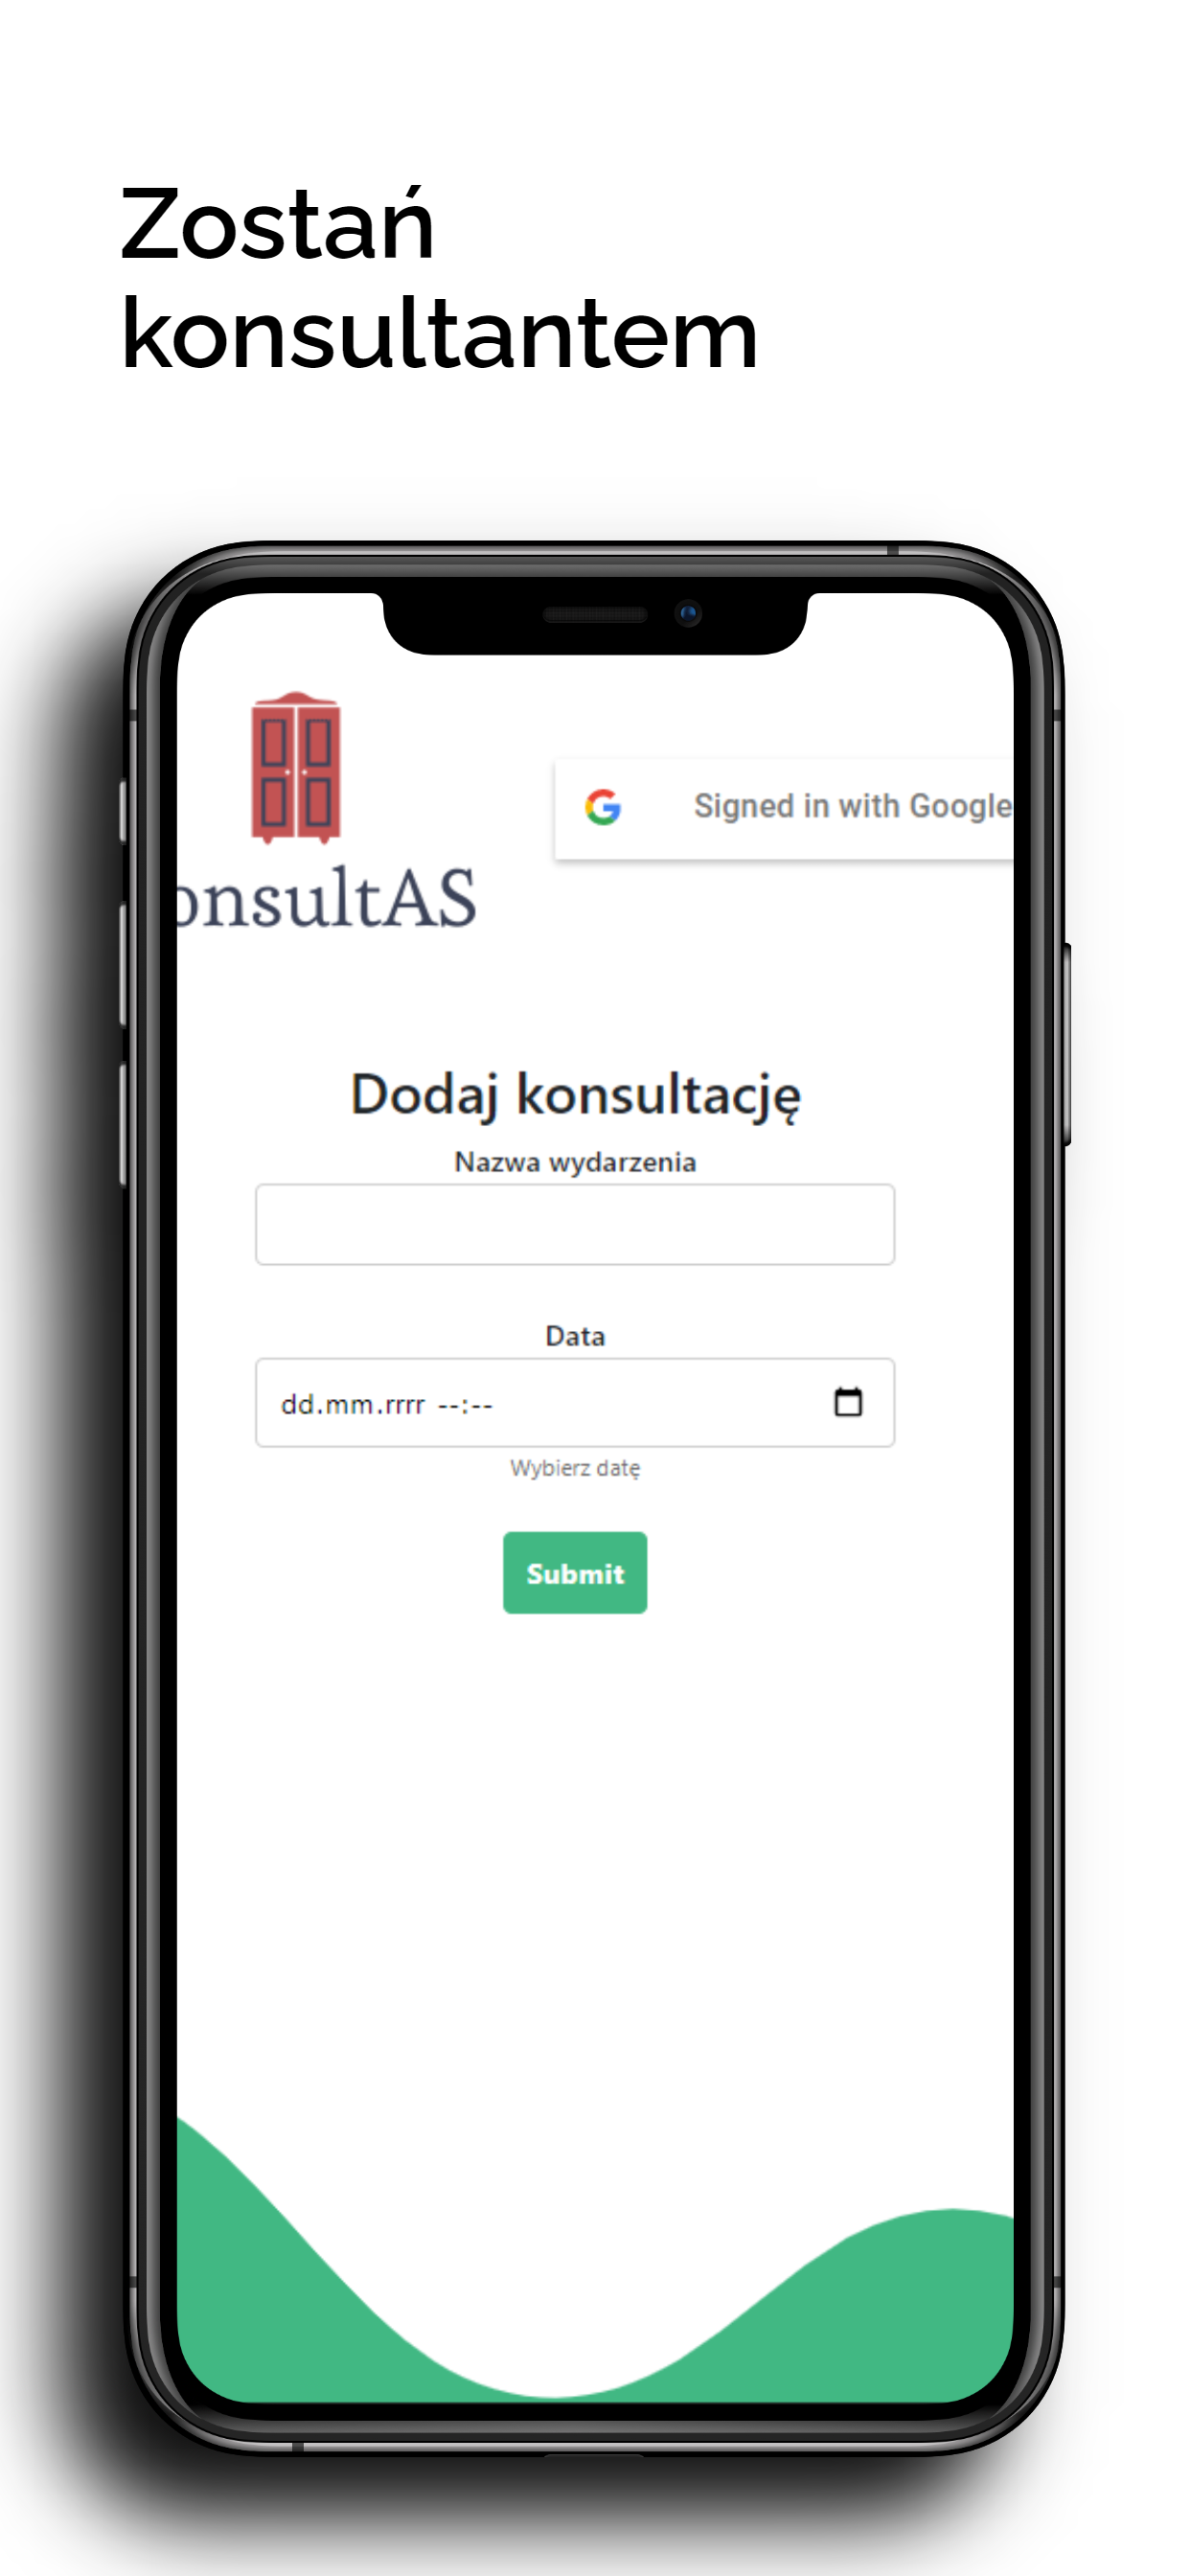 Zostań
konsultantem
onsultAS
Signed in with Google
Dodaj konsultację
Nazwa wydarzenia
Data
dd.mm.rrrr --:--
Wybierz datę
Submit